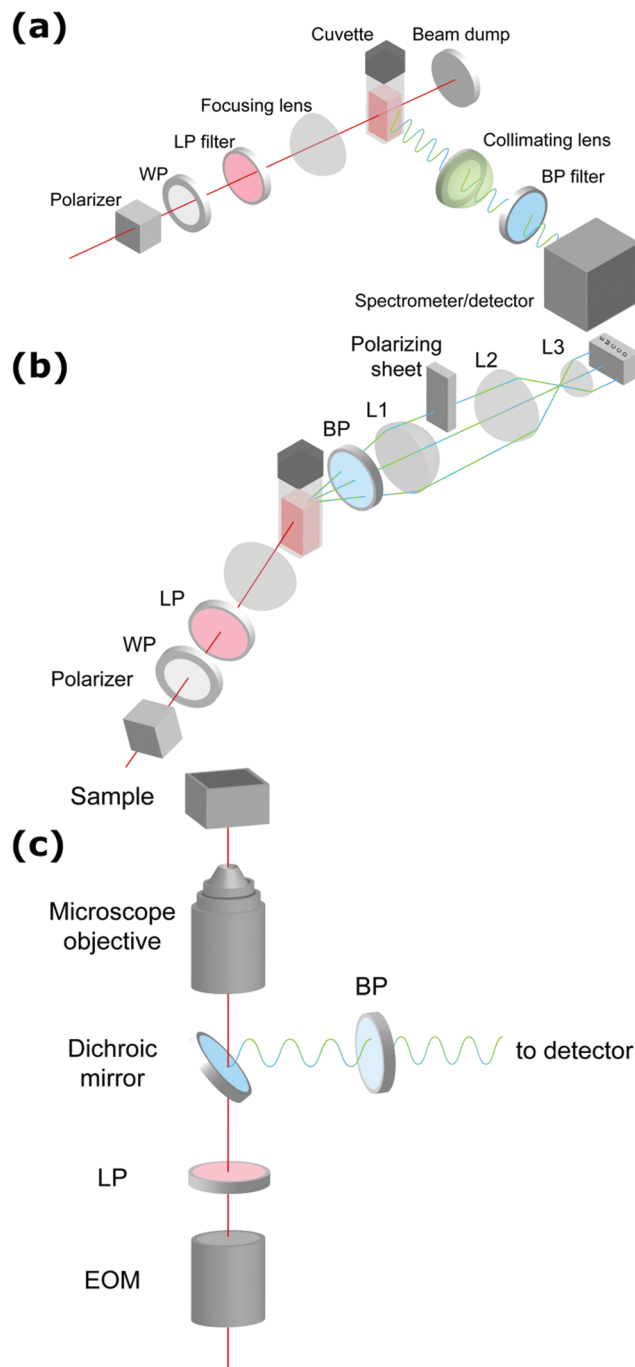 (a)
Cuvette
Beam dump
Focusing lens
LP filter
WP
Polarizer
Collimating lens
BP filter
Spectrometer/detector
(b)
Polarizing
sheet
L2
L3
EMCCD
L1
BP
LP
WP
Polarizer
Sample
(c)
Microscope
objective
BP
Dichroic
mirror
to detector
LP
EOM